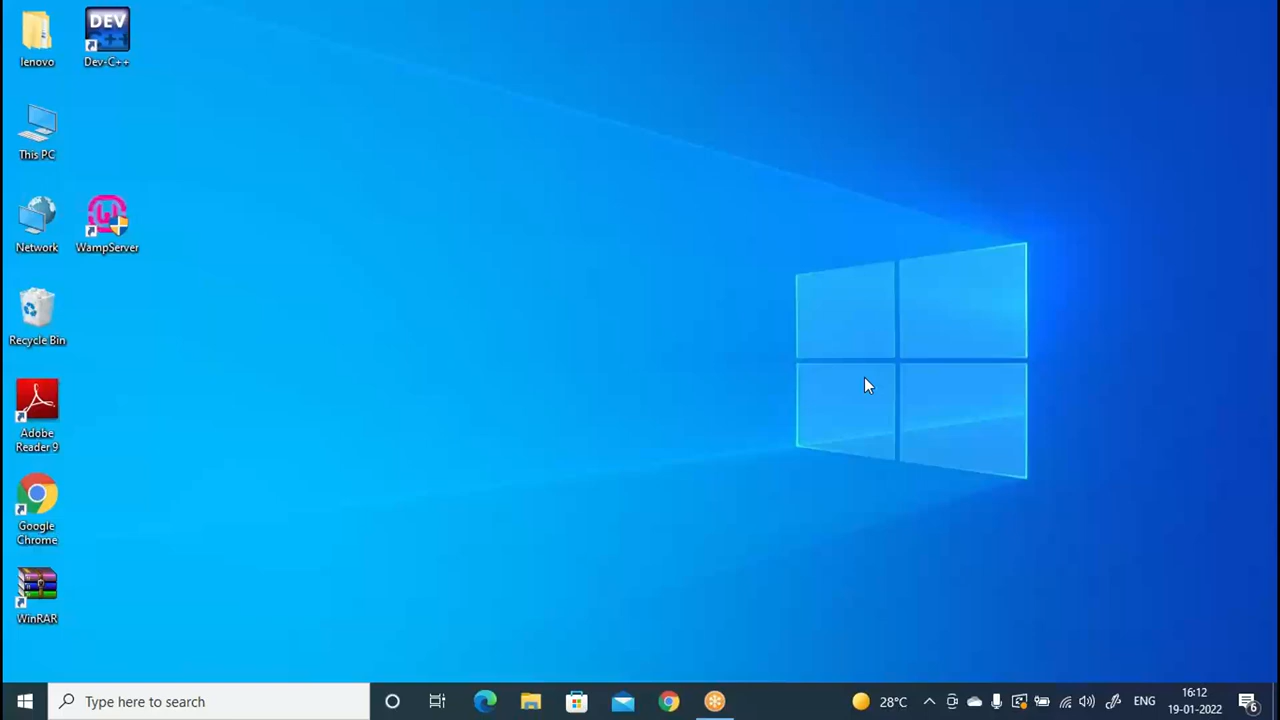 lenovo
DEV
C++
Dev-C++
This PC
Network
WampServer
Recycle Bin
Adobe
Reader 9
Google
Chrome
WinRAR
Type here to search
28°C
ENG
16:12
19-01-2022
6